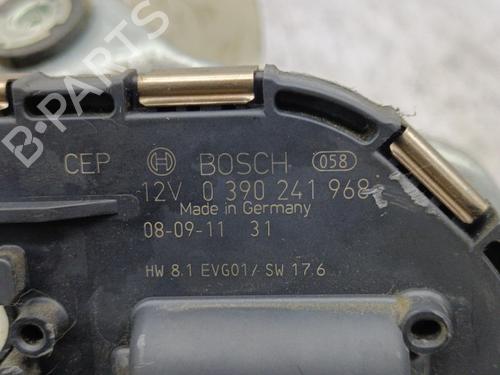 B-PARTS
CEP BOSCH 058
12V 0 390 241 968
Made in Germany
08-09-11 31
HW 8.1 EVG01/ SW 17.6